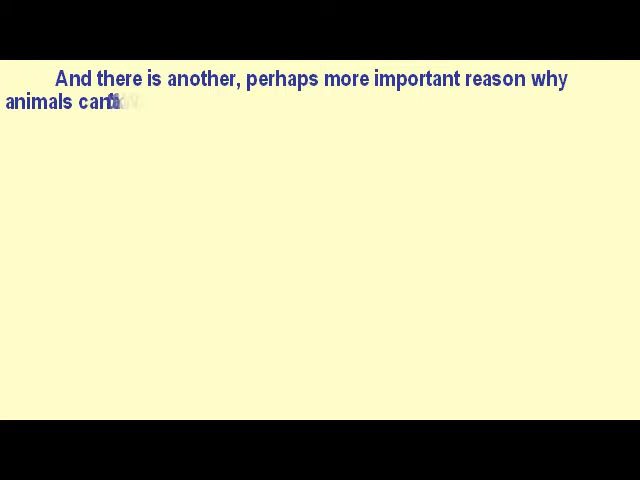 And there is another, perhaps more important reason why
animals can